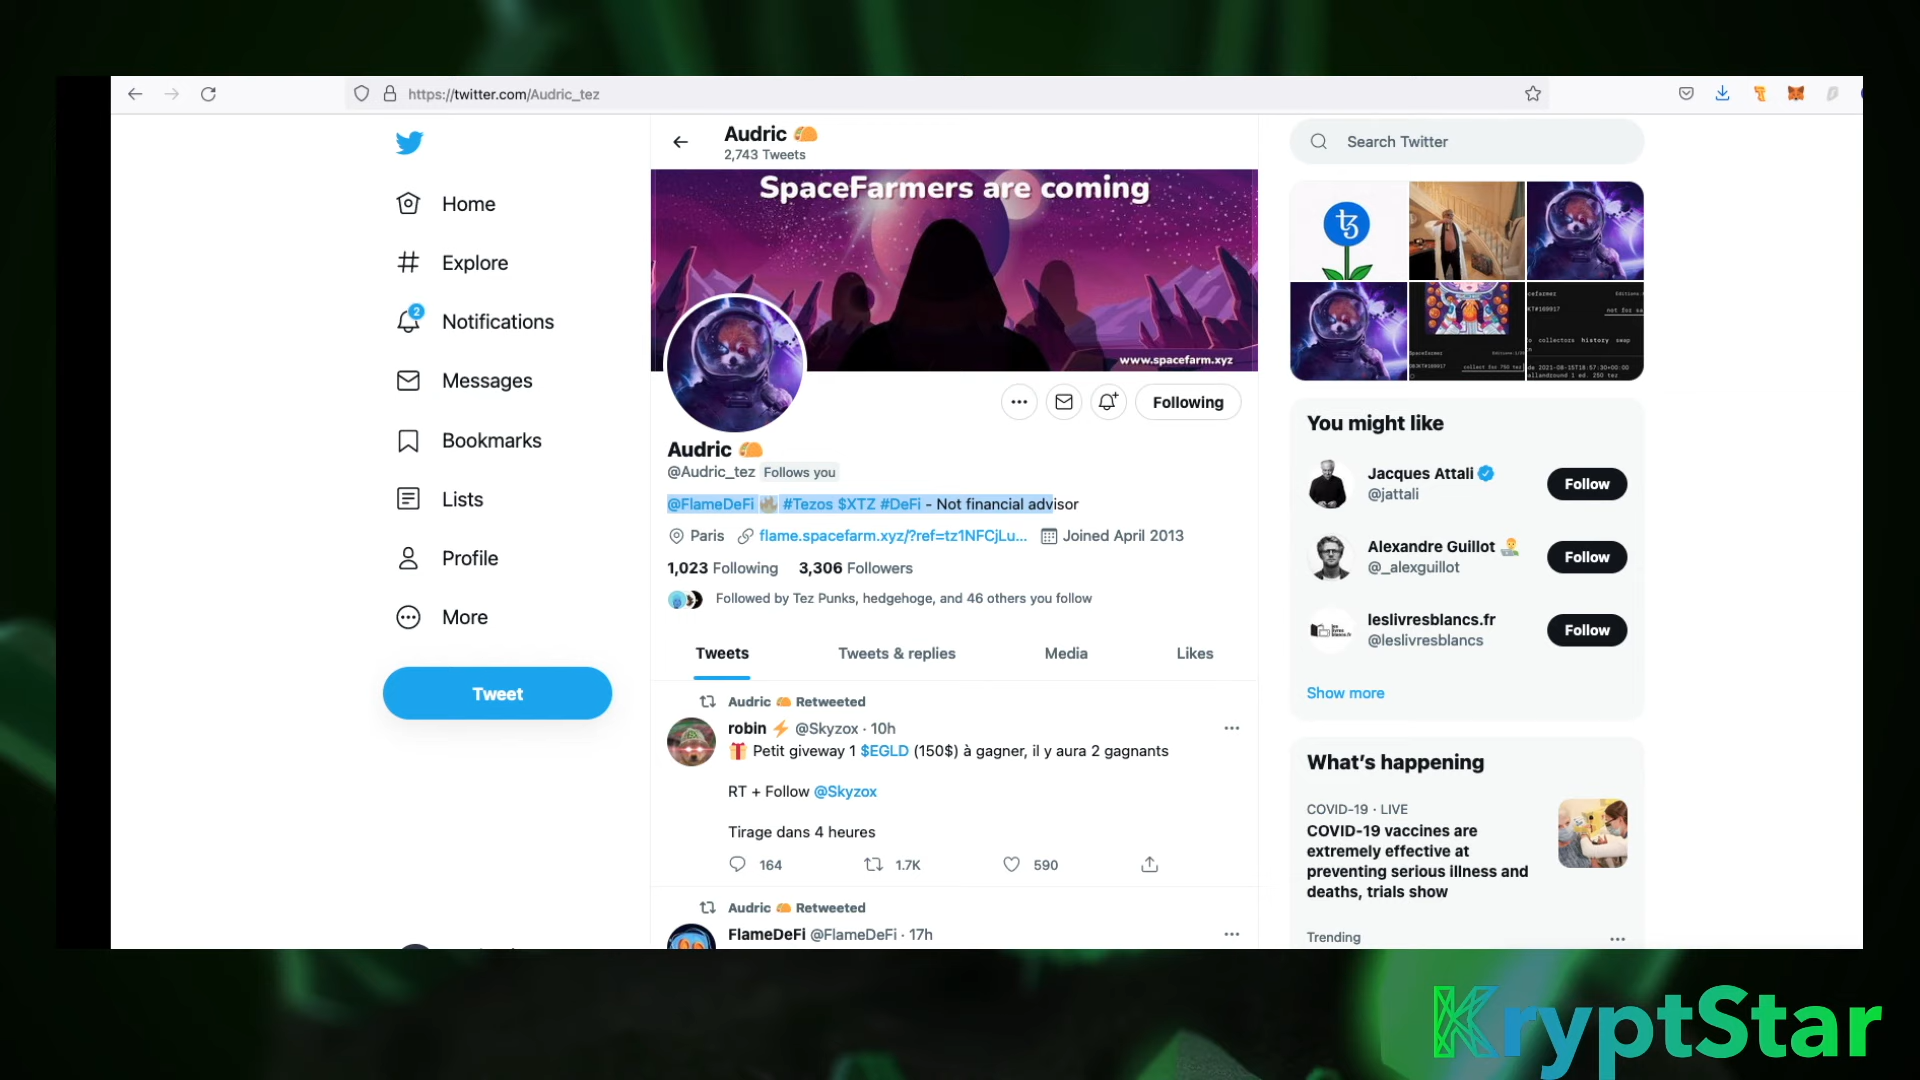 https://twitter.com/Audric_tez
Home
Explore
2
Notifications
Messages
Bookmarks
Lists
Profile
More
Tweet
Audric 🌮
2,743 Tweets
SpaceFarmers are coming
www.spacefarm.xyz
Following
Audric 🌮
@Audric_tez Follows you
@FlameDeFi 🔥 #Tezos $XTZ #DeFi - Not financial advisor
Paris flame.spacefarm.xyz/?ref=tz1NFCjLu... Joined April 2013
1,023 Following 3,306 Followers
Followed by Tez Punks, hedgehoge, and 46 others you follow
Tweets Tweets & replies Media Likes
Audric 🌮 Retweeted
robin ⚡ @Skyzox · 10h
🎁 Petit giveway 1 $EGLD (150$) à gagner, il y aura 2 gagnants
RT + Follow @Skyzox
Tirage dans 4 heures
164 1.7K 590
Audric 🌮 Retweeted
FlameDeFi @FlameDeFi · 17h
Search Twitter
collectors history swap
You might like
Jacques Attali
@jattali
Follow
Alexandre Guillot
@_alexguillot
Follow
leslivresblancs.fr
@leslivresblancs
Follow
Show more
What's happening
COVID-19 · LIVE
COVID-19 vaccines are
extremely effective at
preventing serious illness and
deaths, trials show
Trending
KryptStar